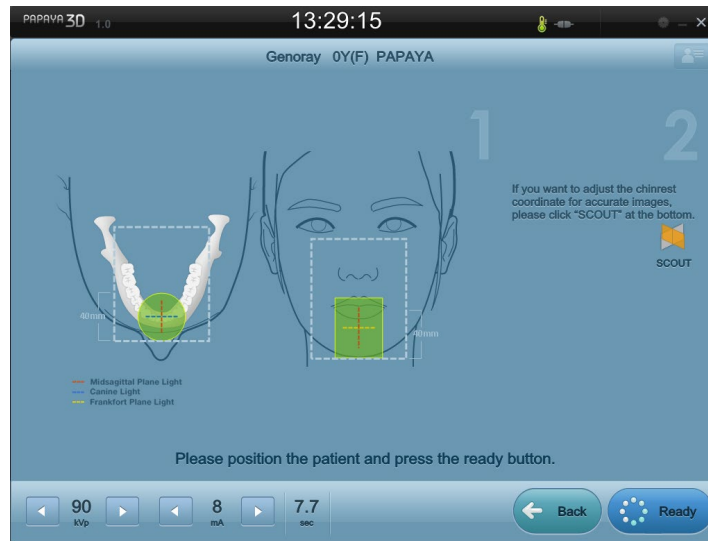 PAPAYA 3D 1.0
13:29:15
Genoray 0Y(F) PAPAYA
1
2
If you want to adjust the chinrest
coordinate for accurate images,
please click "SCOUT" at the bottom.
SCOUT
40mm
40mm
Midsagittal Plane Light
Canine Light
Frankfort Plane Light
Please position the patient and press the ready button.
90
kVp
8
mA
7.7
sec
Back
Ready